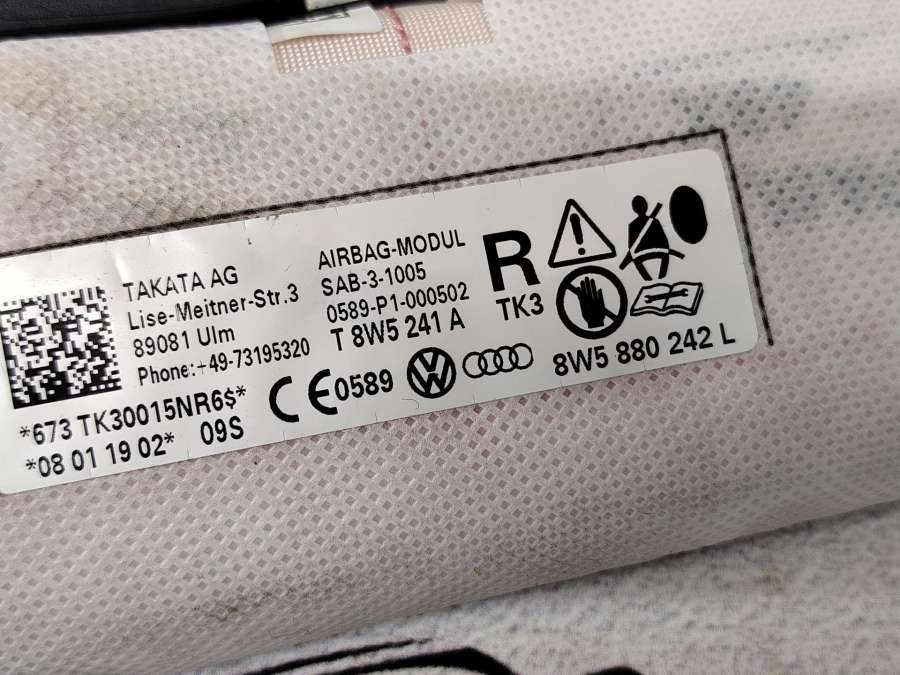 TAKATA AG
Lise-Meitner-Str.3
89081 Ulm
Phone:+49-73195320
*673 TK30015NR6$*
*08 01 19 02* 09S
AIRBAG-MODUL
SAB-3-1005
0589-P1-000502
T 8W5 241 A
CE0589
R
TK3
8W5 880 242 L